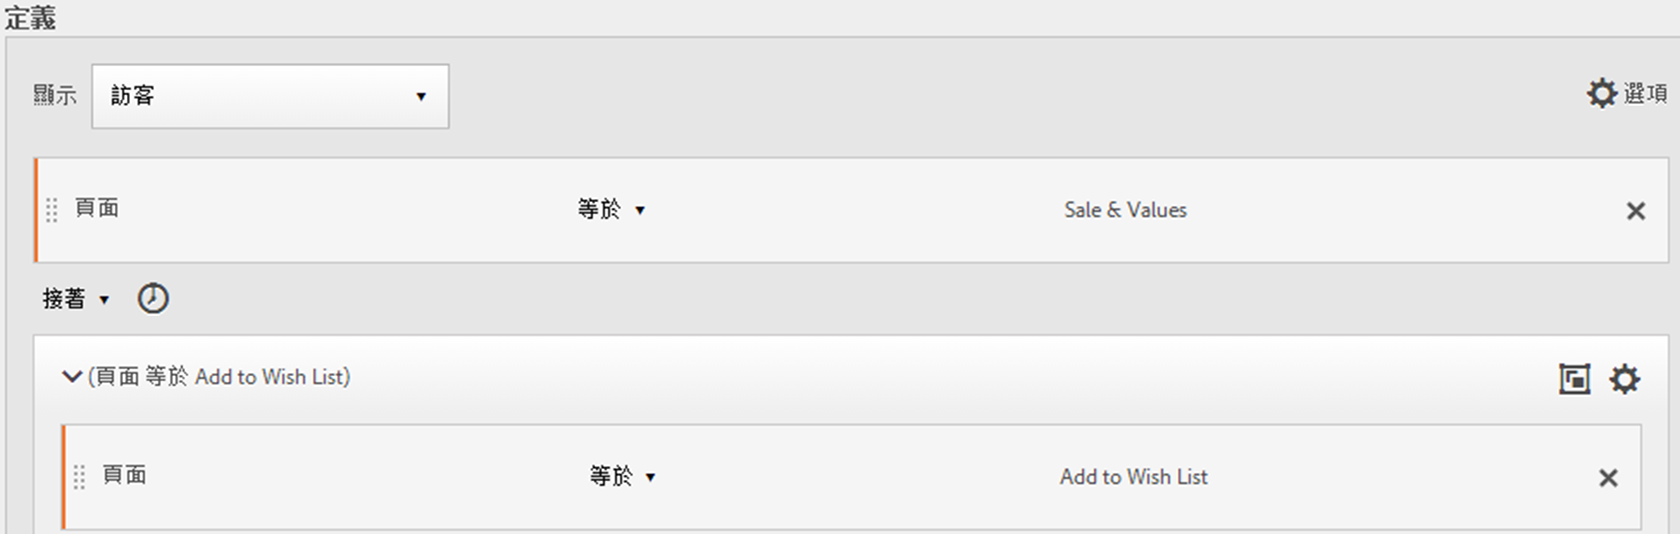 定義
顯示 訪客 選項
頁面 等於 Sale & Values
接著
(頁面 等於 Add to Wish List)
頁面 等於 Add to Wish List